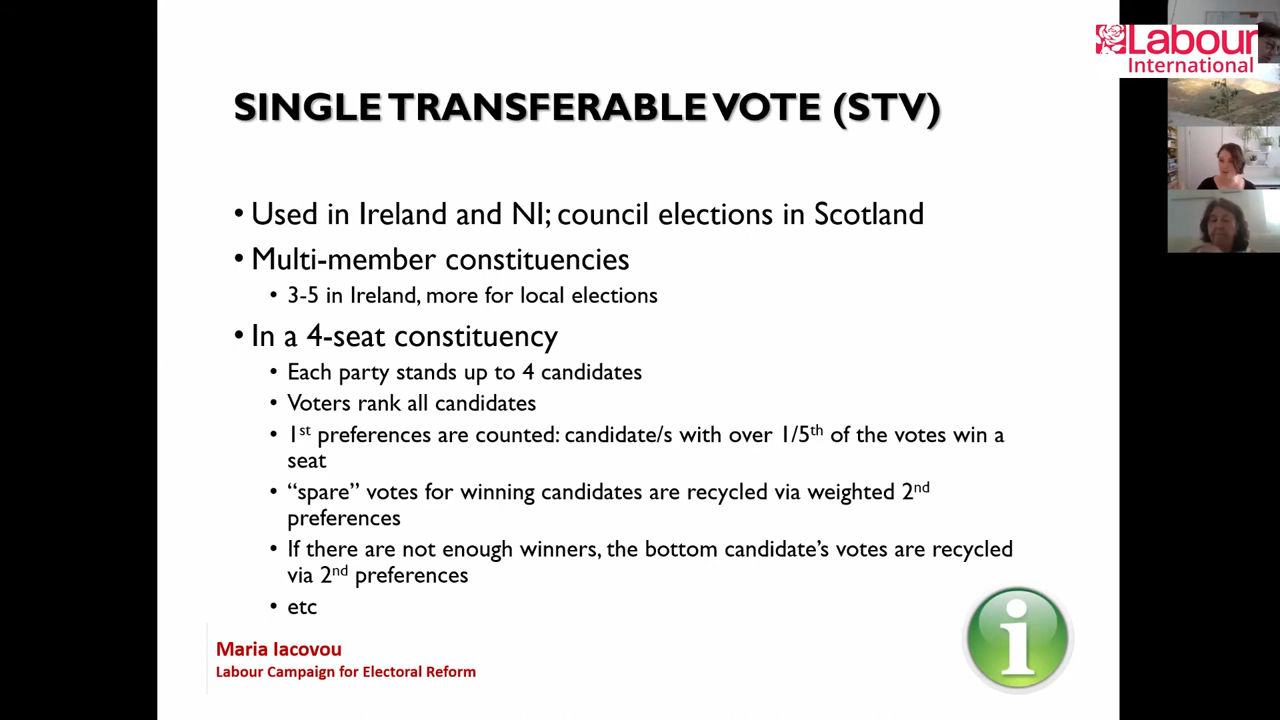 Labour
International
SINGLE TRANSFERABLE VOTE (STV)
• Used in Ireland and NI; council elections in Scotland
• Multi-member constituencies
• 3-5 in Ireland, more for local elections
• In a 4-seat constituency
• Each party stands up to 4 candidates
• Voters rank all candidates
• 1st preferences are counted: candidate/s with over 1/5th of the votes win a
seat
• “spare” votes for winning candidates are recycled via weighted 2nd
preferences
• If there are not enough winners, the bottom candidate’s votes are recycled
via 2nd preferences
• etc
Maria Iacovou
Labour Campaign for Electoral Reform
i